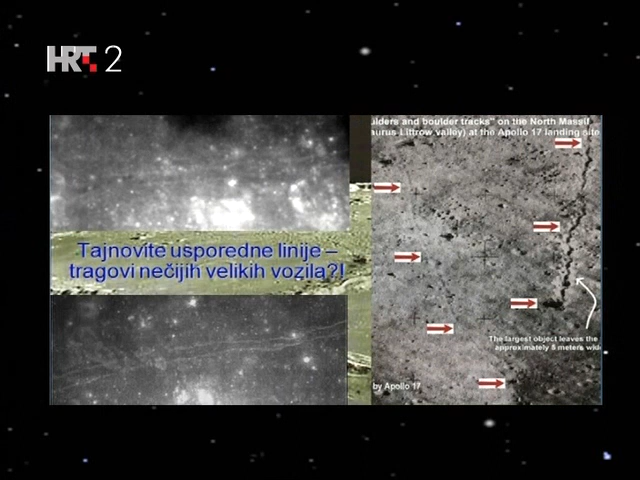 HRT 2
ulders and boulder tracks" on the North Massif
aurus Littrow valley) at the Apollo 17 landing site
Tajnovite usporedne linije –
tragovi nečijih velikih vozila?!
The largest object leaves the
approximately 5 meters wid
by Apollo 17